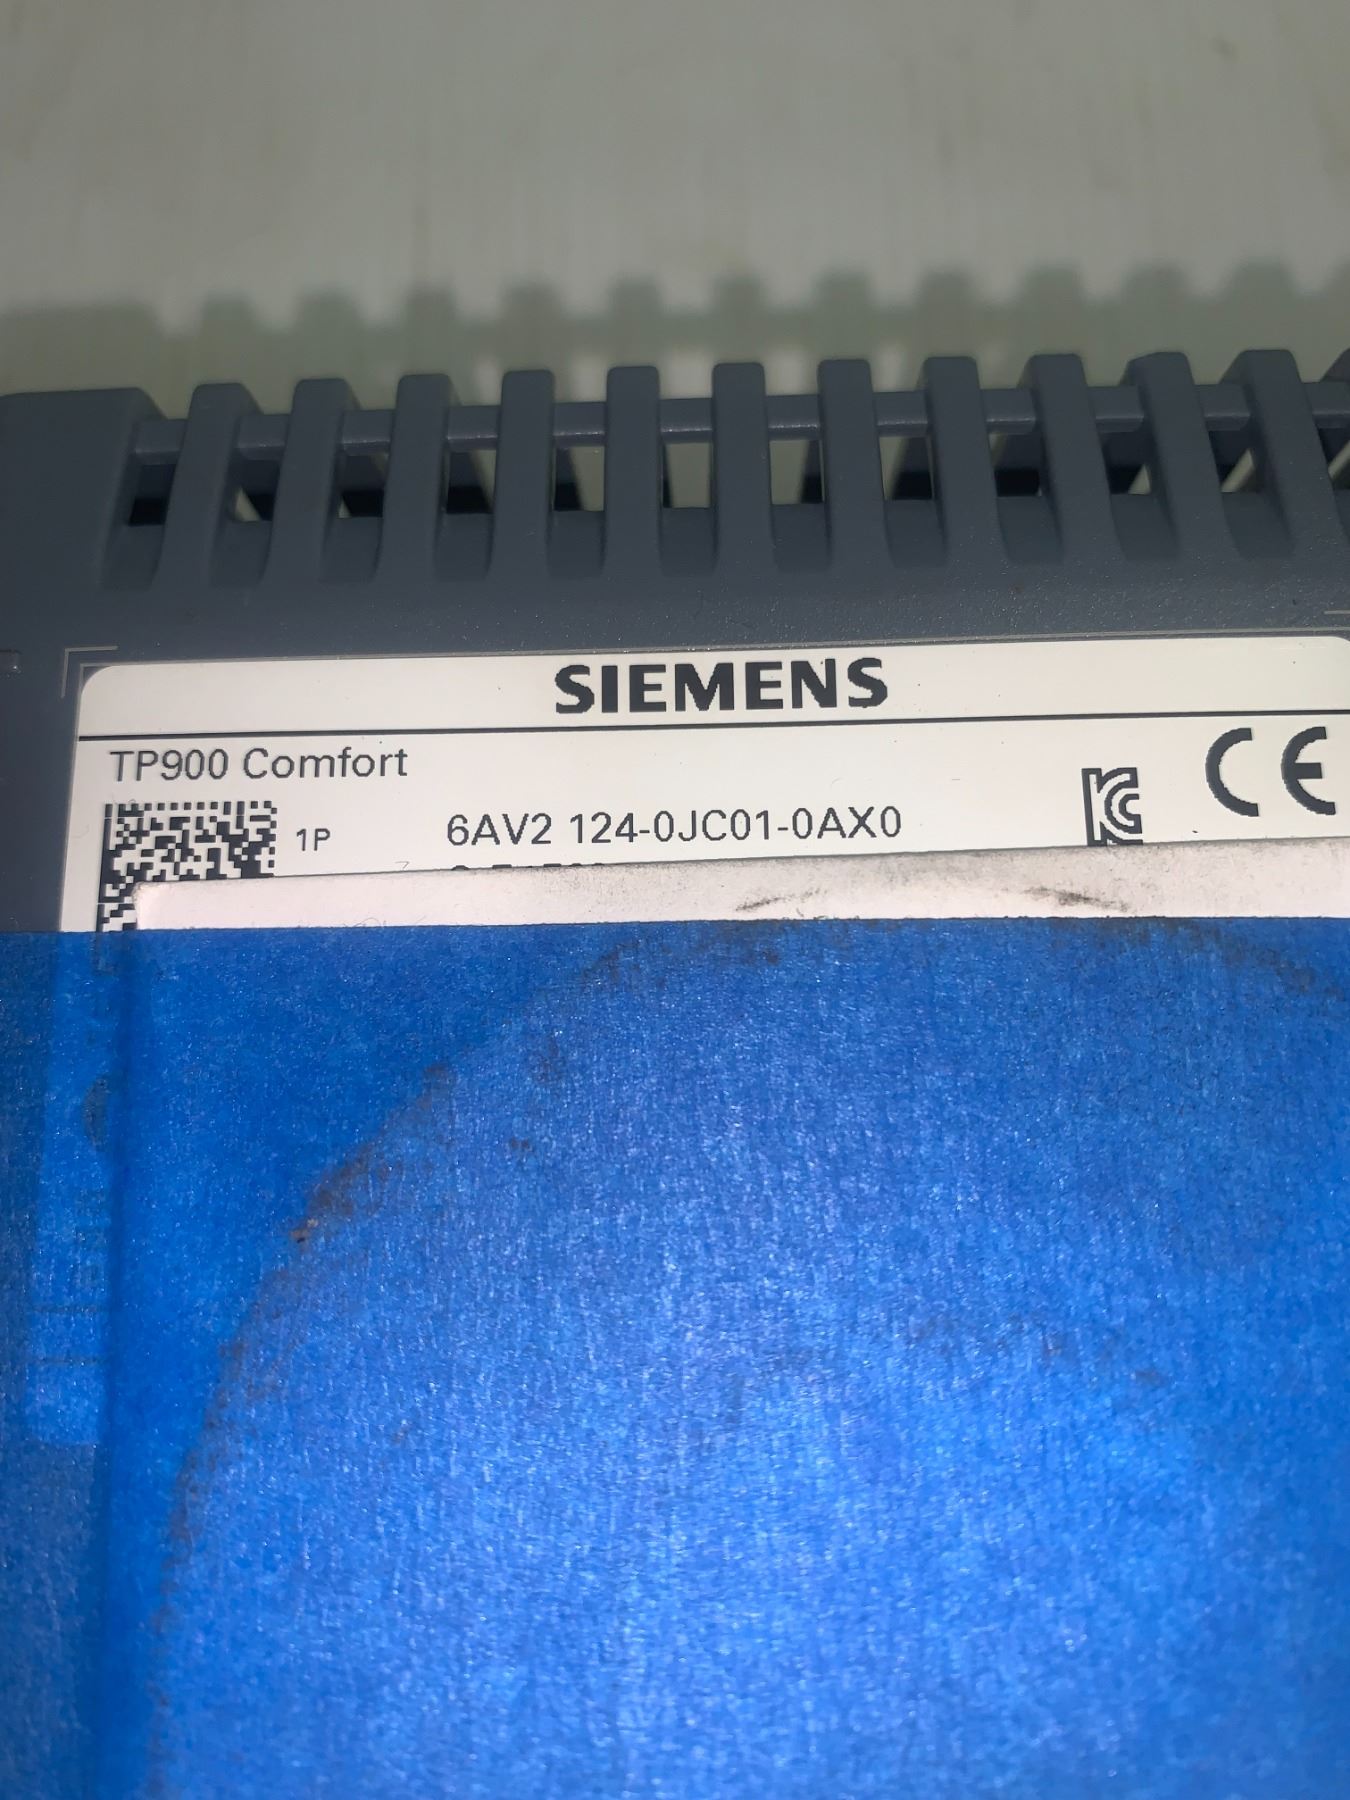 SIEMENS
TP900 Comfort
CE
1P 6AV2 124-0JC01-0AX0